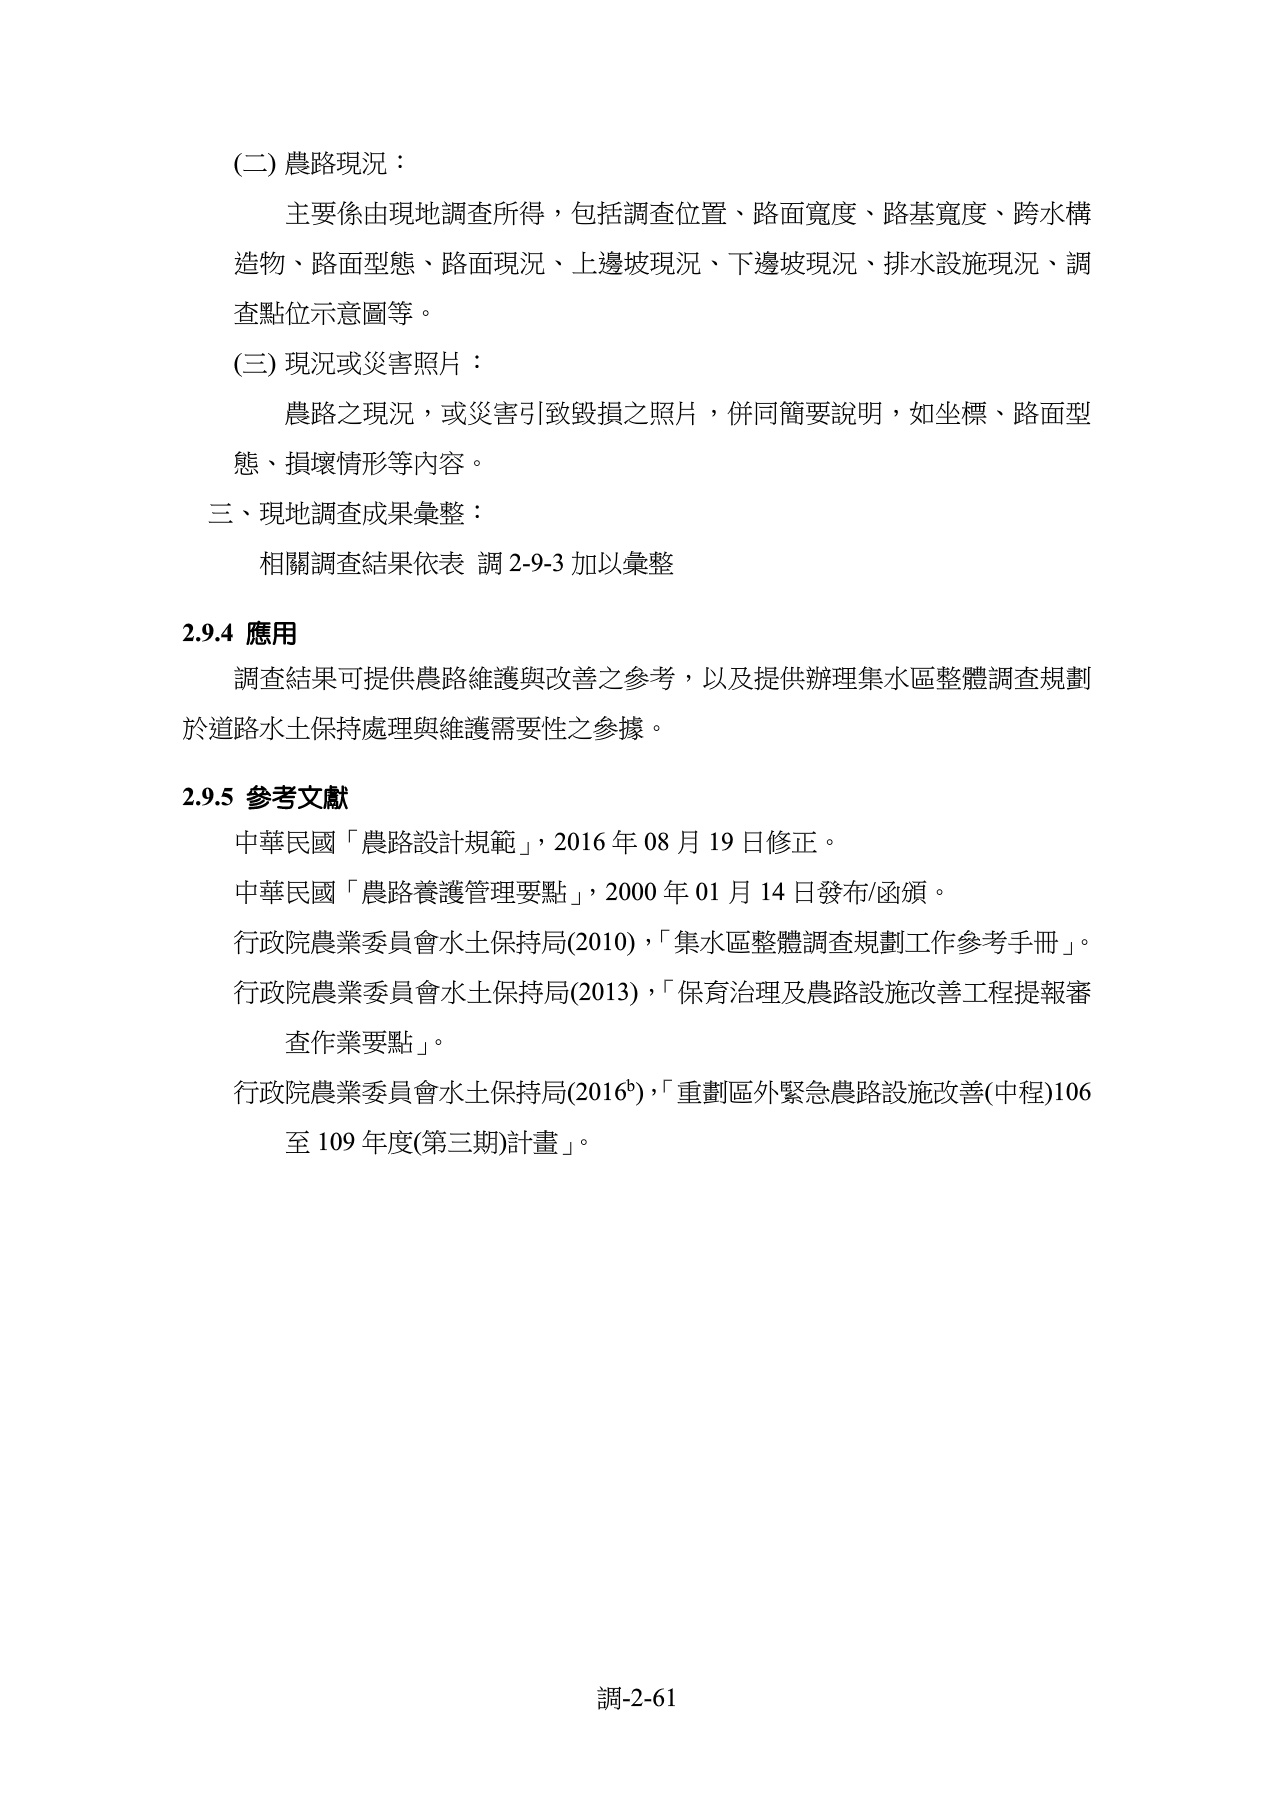 (二) 農路現況：
主要係由現地調查所得，包括調查位置、路面寬度、路基寬度、跨水構
造物、路面型態、路面現況、上邊坡現況、下邊坡現況、排水設施現況、調
查點位示意圖等。
(三) 現況或災害照片：
農路之現況，或災害引致毀損之照片，併同簡要說明，如坐標、路面型
態、損壞情形等內容。
三、現地調查成果彙整：
相關調查結果依表 調 2-9-3 加以彙整
2.9.4 應用
調查結果可提供農路維護與改善之參考，以及提供辦理集水區整體調查規劃
於道路水土保持處理與維護需要性之參據。
2.9.5 參考文獻
中華民國「農路設計規範」，2016 年 08 月 19 日修正。
中華民國「農路養護管理要點」，2000 年 01 月 14 日發布/函頒。
行政院農業委員會水土保持局(2010)，「集水區整體調查規劃工作參考手冊」。
行政院農業委員會水土保持局(2013)，「保育治理及農路設施改善工程提報審
查作業要點」。
行政院農業委員會水土保持局(2016ᵇ)，「重劃區外緊急農路設施改善(中程)106
至 109 年度(第三期)計畫」。
調-2-61